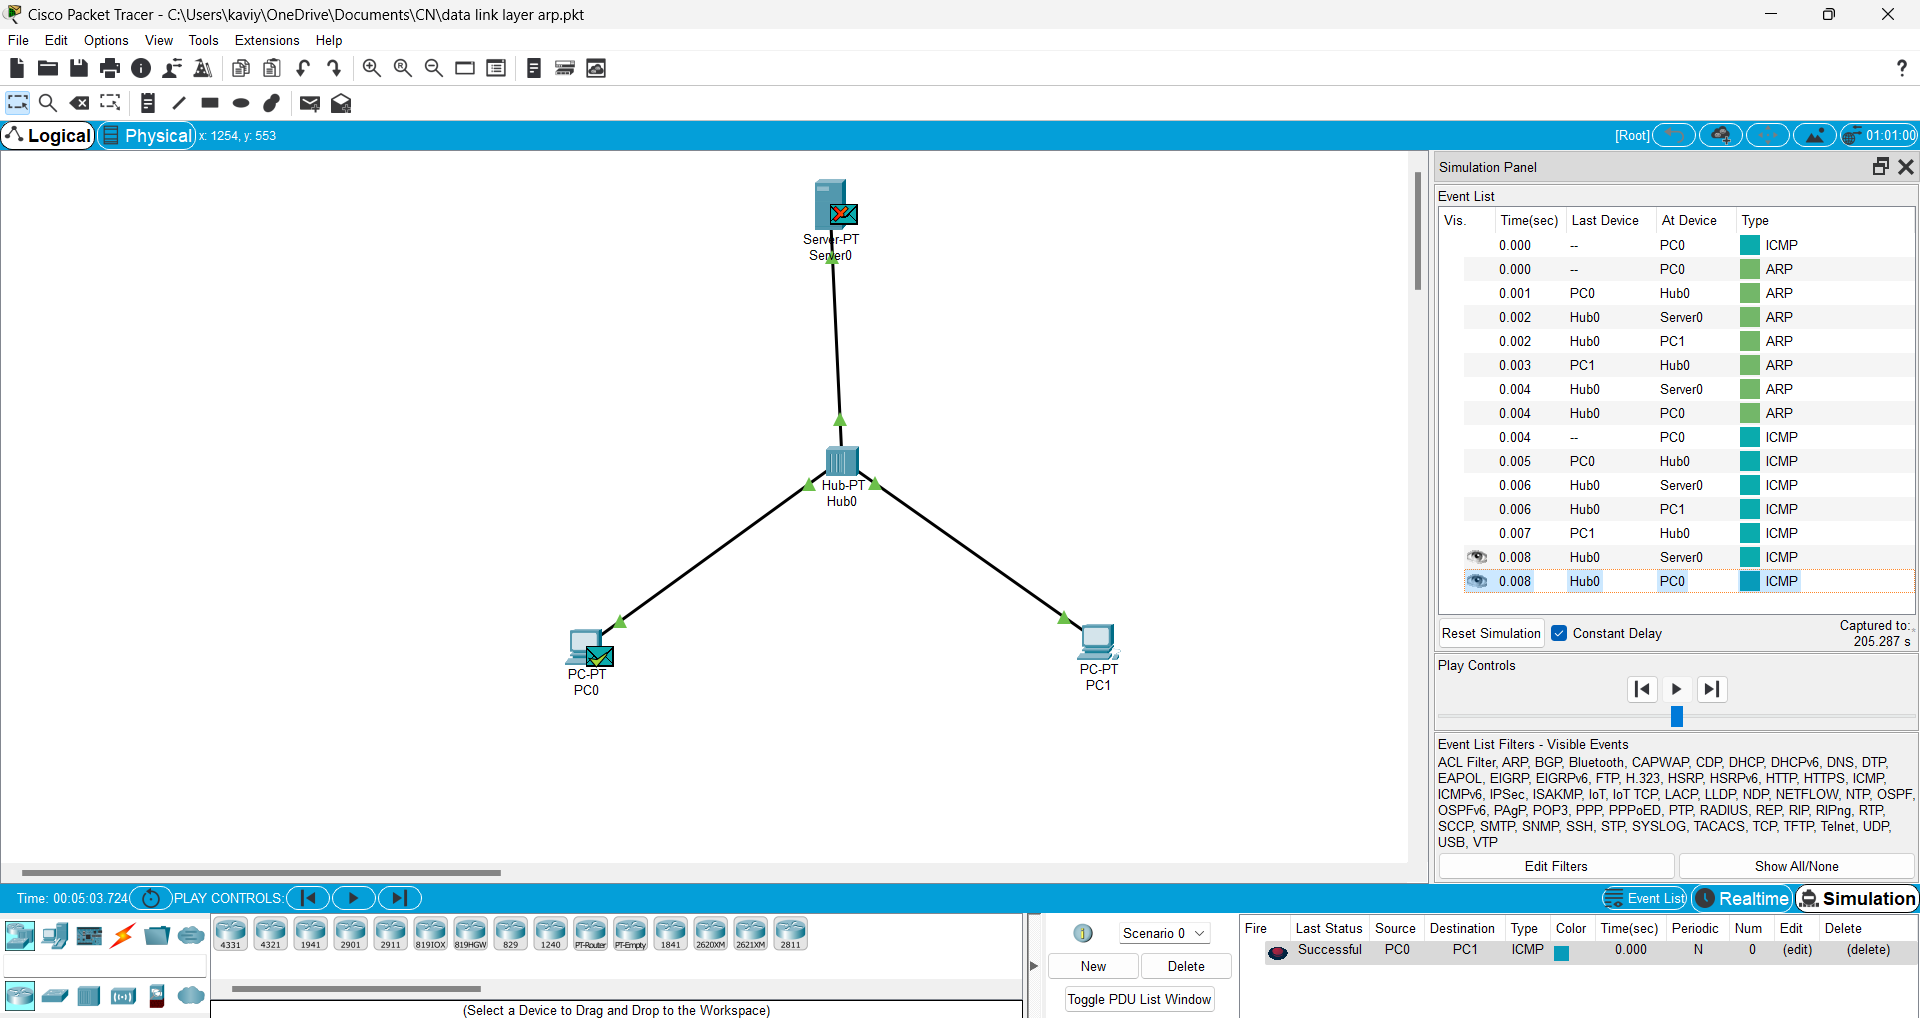 Cisco Packet Tracer - C:\Users\kaviy\OneDrive\Documents\CN\data link layer arp.pkt
File Edit Options View Tools Extensions Help
?
Logical Physical x: 1254, y: 553 [Root] 01:01:00
Server-PT
Server0
Hub-PT
Hub0
PC-PT
PC0
PC-PT
PC1
Simulation Panel
Event List
Vis. Time(sec) Last Device At Device Type
0.000 -- PC0 ICMP
0.000 -- PC0 ARP
0.001 PC0 Hub0 ARP
0.002 Hub0 Server0 ARP
0.002 Hub0 PC1 ARP
0.003 PC1 Hub0 ARP
0.004 Hub0 Server0 ARP
0.004 Hub0 PC0 ARP
0.004 -- PC0 ICMP
0.005 PC0 Hub0 ICMP
0.006 Hub0 Server0 ICMP
0.006 Hub0 PC1 ICMP
0.007 PC1 Hub0 ICMP
0.008 Hub0 Server0 ICMP
0.008 Hub0 PC0 ICMP
Reset Simulation Constant Delay Captured to:
205.287 s
Play Controls
Event List Filters - Visible Events
ACL Filter, ARP, BGP, Bluetooth, CAPWAP, CDP, DHCP, DHCPv6, DNS, DTP,
EAPOL, EIGRP, EIGRPv6, FTP, H.323, HSRP, HSRPv6, HTTP, HTTPS, ICMP,
ICMPv6, IPSec, ISAKMP, IoT, IoT TCP, LACP, LLDP, NDP, NETFLOW, NTP, OSPF,
OSPFv6, PAgP, POP3, PPP, PPPoED, PTP, RADIUS, REP, RIP, RIPng, RTP,
SCCP, SMTP, SNMP, SSH, STP, SYSLOG, TACACS, TCP, TFTP, Telnet, UDP,
USB, VTP
Edit Filters Show All/None
Time: 00:05:03.724 PLAY CONTROLS: Event List Realtime Simulation
4331 4321 1941 2901 2911 819IOX 819HGW 829 1240 PT-Router PT-Empty 1841 2620XM 2621XM 2811
(Select a Device to Drag and Drop to the Workspace)
1 Scenario 0
New Delete
Toggle PDU List Window
Fire Last Status Source Destination Type Color Time(sec) Periodic Num Edit Delete
Successful PC0 PC1 ICMP 0.000 N 0 (edit) (delete)